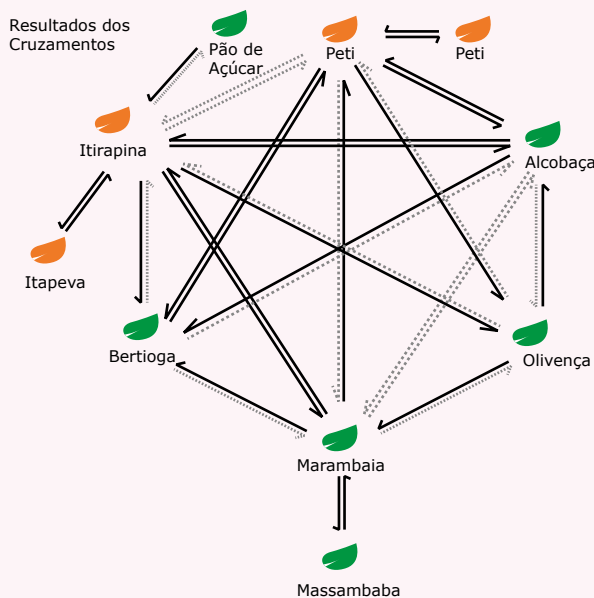 Resultados dos
Cruzamentos
Pão de
Açúcar
Peti
Peti
Itirapina
Alcobaça
Itapeva
Bertioga
Olivença
Marambaia
Massambaba